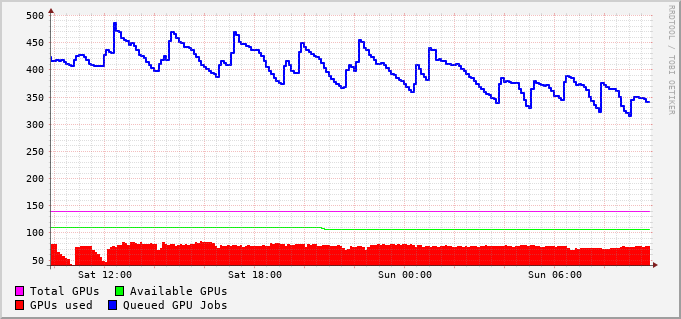 500
450
400
350
300
250
200
150
100
50
Sat 12:00 Sat 18:00 Sun 00:00 Sun 06:00
Total GPUs Available GPUs
GPUs used Queued GPU Jobs
RRDTOOL / TOBI OETIKER